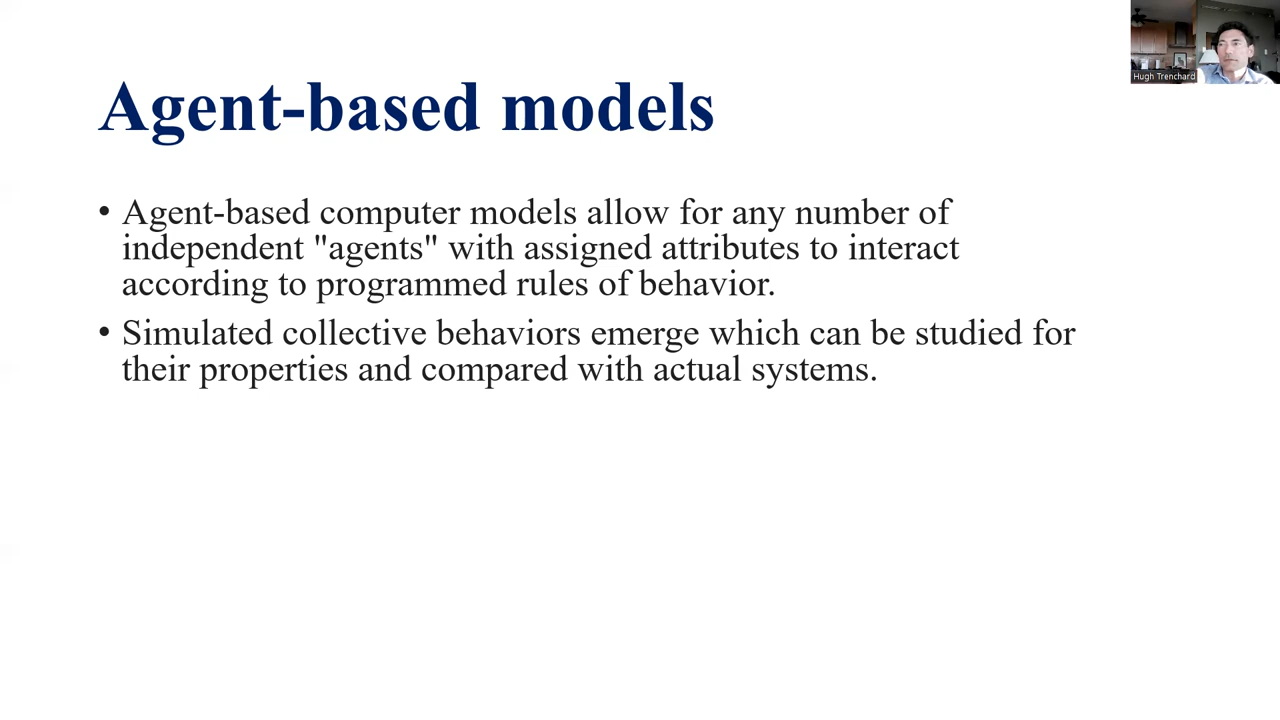 Hugh Trenchard
Agent-based models
• Agent-based computer models allow for any number of
independent "agents" with assigned attributes to interact
according to programmed rules of behavior.
• Simulated collective behaviors emerge which can be studied for
their properties and compared with actual systems.